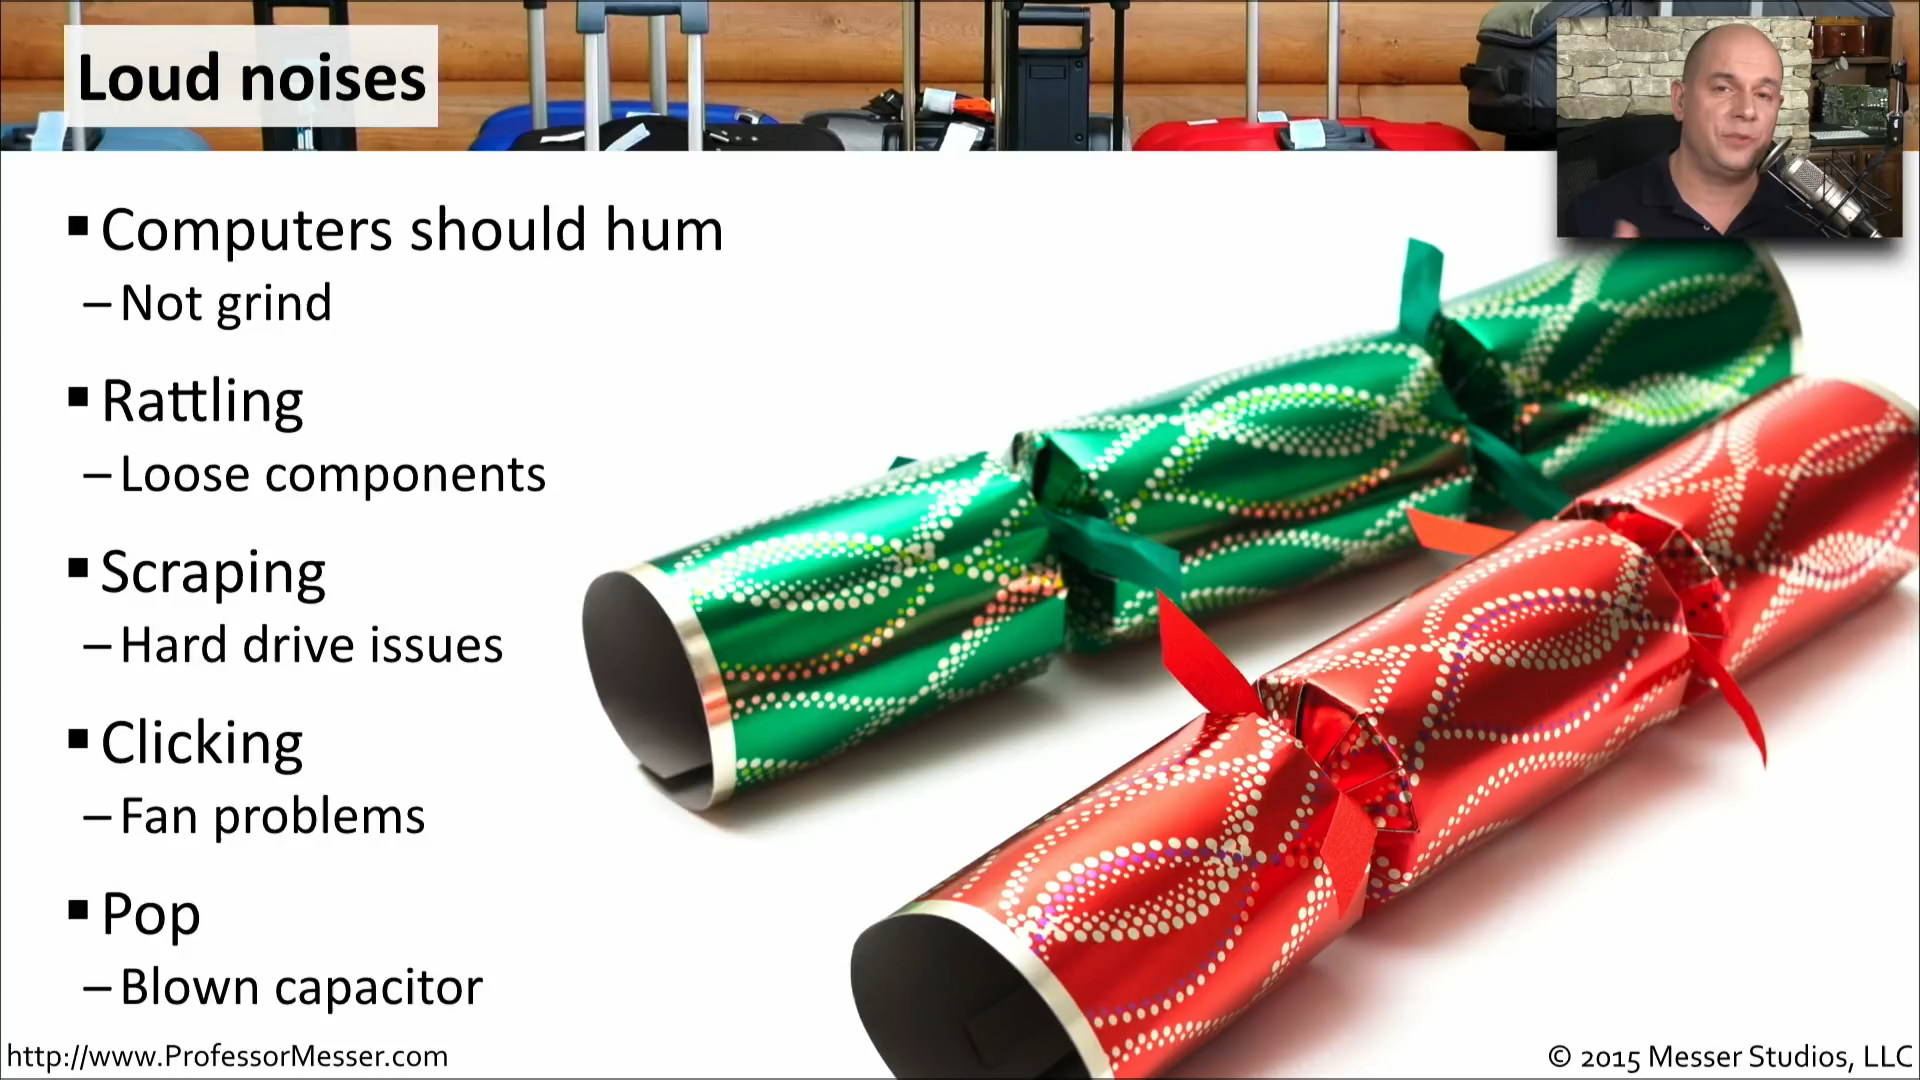 Loud noises
▪ Computers should hum
– Not grind
▪ Rattling
– Loose components
▪ Scraping
– Hard drive issues
▪ Clicking
– Fan problems
▪ Pop
– Blown capacitor
http://www.ProfessorMesser.com
© 2015 Messer Studios, LLC